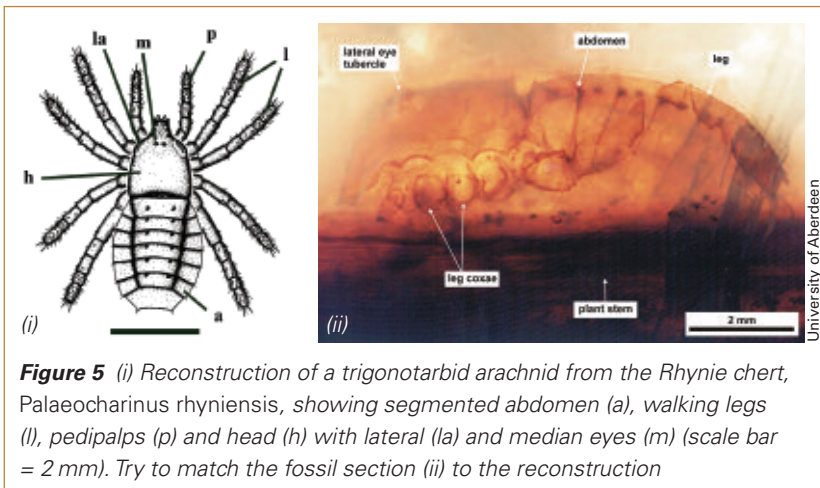 la
m
p
l
h
a
(i)
lateral eye
tubercle
abdomen
leg
leg coxae
plant stem
2 mm
(ii)
University of Aberdeen
Figure 5 (i) Reconstruction of a trigonotarbid arachnid from the Rhynie chert,
Palaeocharinus rhyniensis, showing segmented abdomen (a), walking legs
(l), pedipalps (p) and head (h) with lateral (la) and median eyes (m) (scale bar
= 2 mm). Try to match the fossil section (ii) to the reconstruction